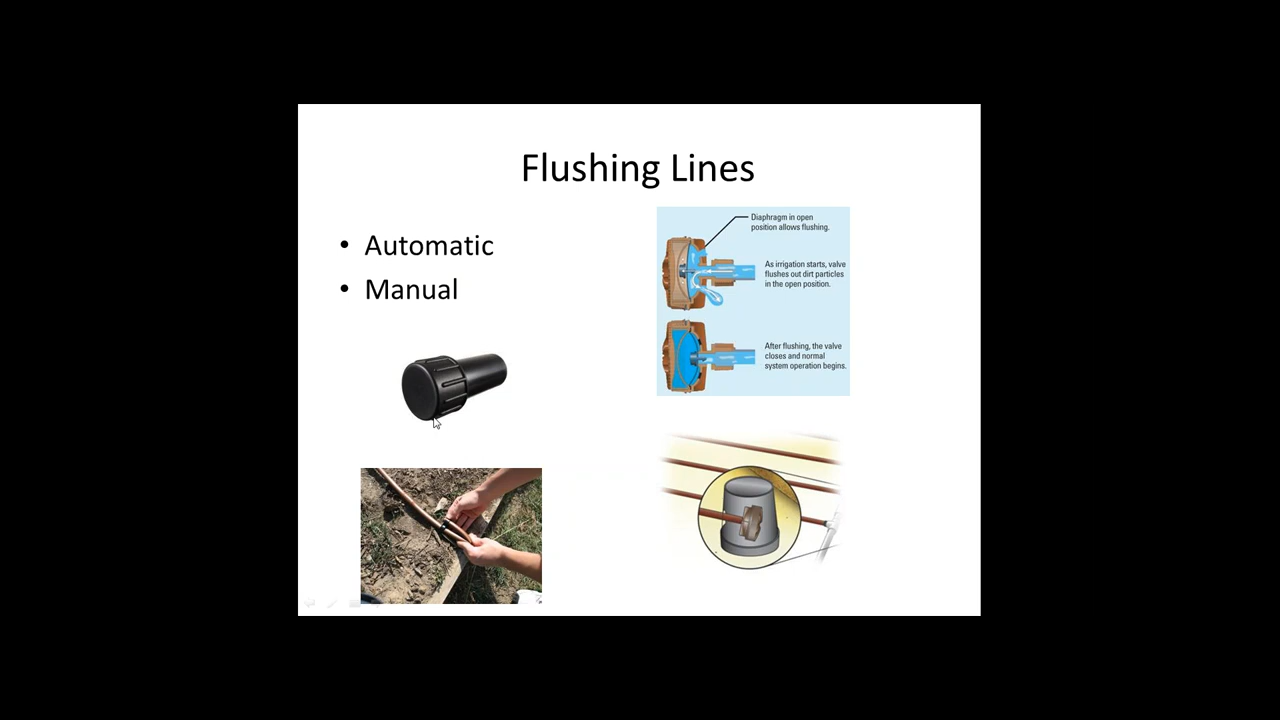 Flushing Lines
• Automatic
• Manual
Diaphragm in open
position allows flushing.
As irrigation starts, valve
flushes out dirt particles
in the open position.
After flushing, the valve
closes and normal
system operation begins.